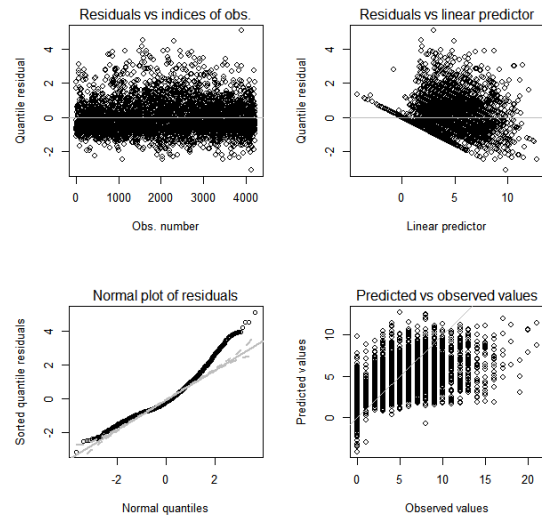 Residuals vs indices of obs.
Quantile residual
4
2
0
-2
0 1000 2000 3000 4000
Obs. number
Residuals vs linear predictor
Quantile residual
4
2
0
-2
0 5 10
Linear predictor
Normal plot of residuals
Sorted quantile residuals
4
2
0
-2
-2 0 2
Normal quantiles
Predicted vs observed values
Predicted values
10
5
0
0 5 10 15 20
Observed values